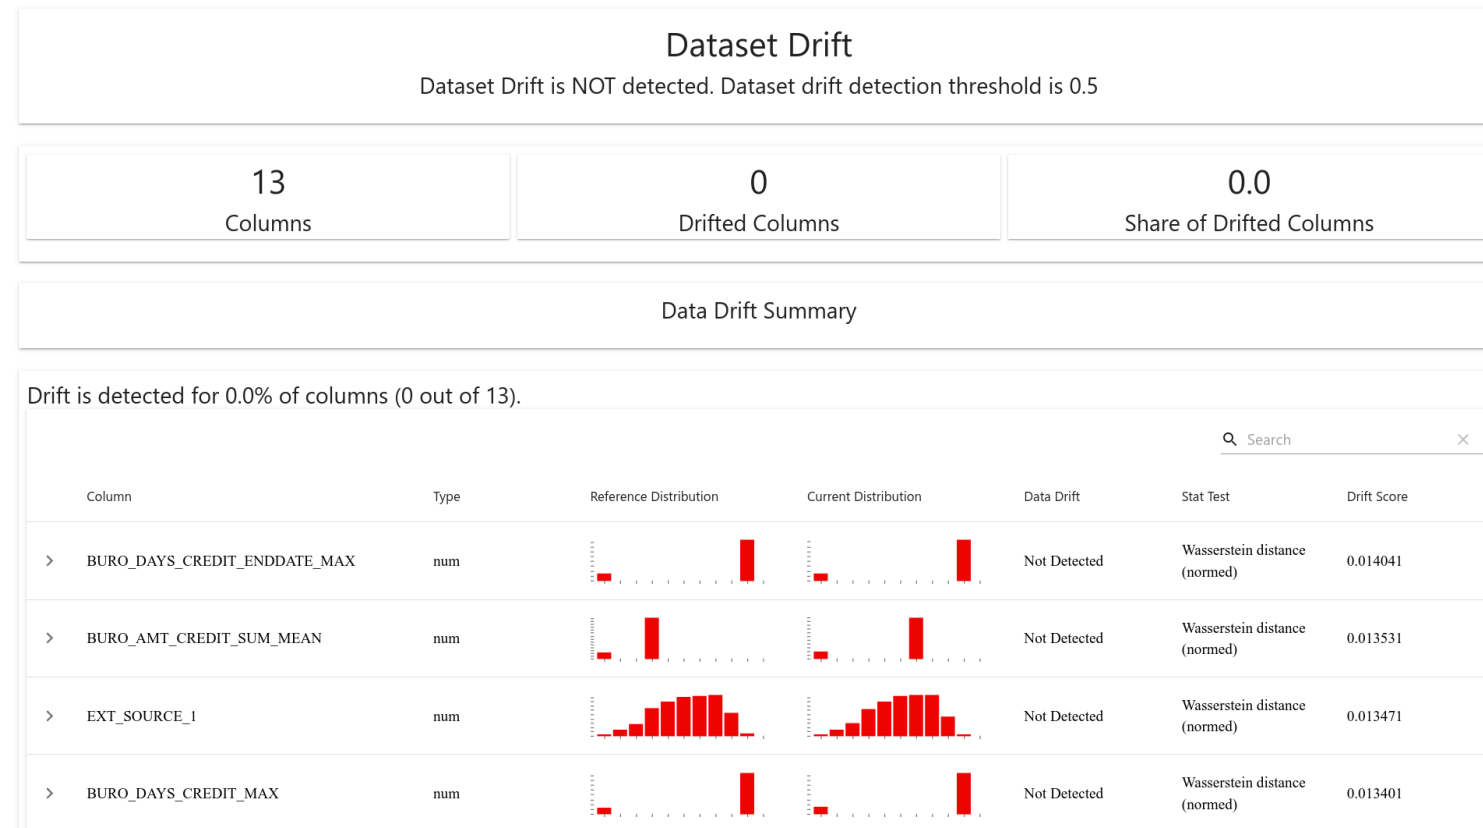 Dataset Drift
Dataset Drift is NOT detected. Dataset drift detection threshold is 0.5
13
Columns
0
Drifted Columns
0.0
Share of Drifted Columns
Data Drift Summary
Drift is detected for 0.0% of columns (0 out of 13).
Search
Column Type Reference Distribution Current Distribution Data Drift Stat Test Drift Score
BURO_DAYS_CREDIT_ENDDATE_MAX num Not Detected Wasserstein distance (normed) 0.014041
BURO_AMT_CREDIT_SUM_MEAN num Not Detected Wasserstein distance (normed) 0.013531
EXT_SOURCE_1 num Not Detected Wasserstein distance (normed) 0.013471
BURO_DAYS_CREDIT_MAX num Not Detected Wasserstein distance (normed) 0.013401